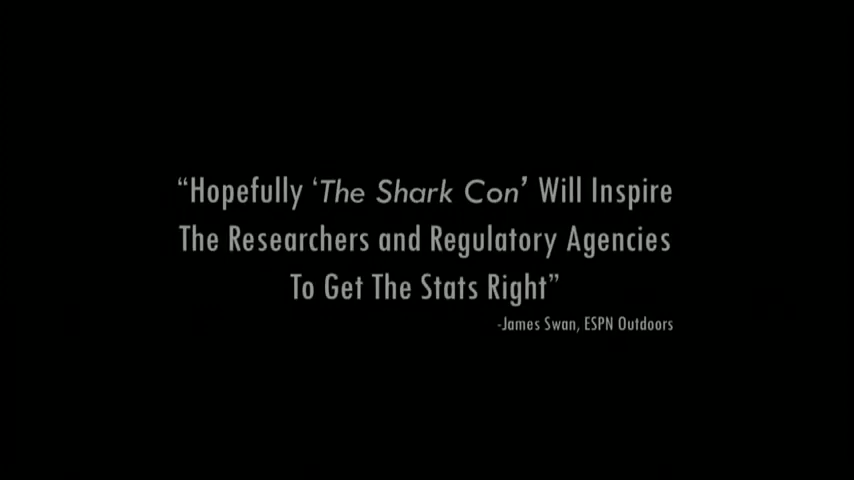 “Hopefully ‘The Shark Con’ Will Inspire
The Researchers and Regulatory Agencies
To Get The Stats Right”
-James Swan, ESPN Outdoors